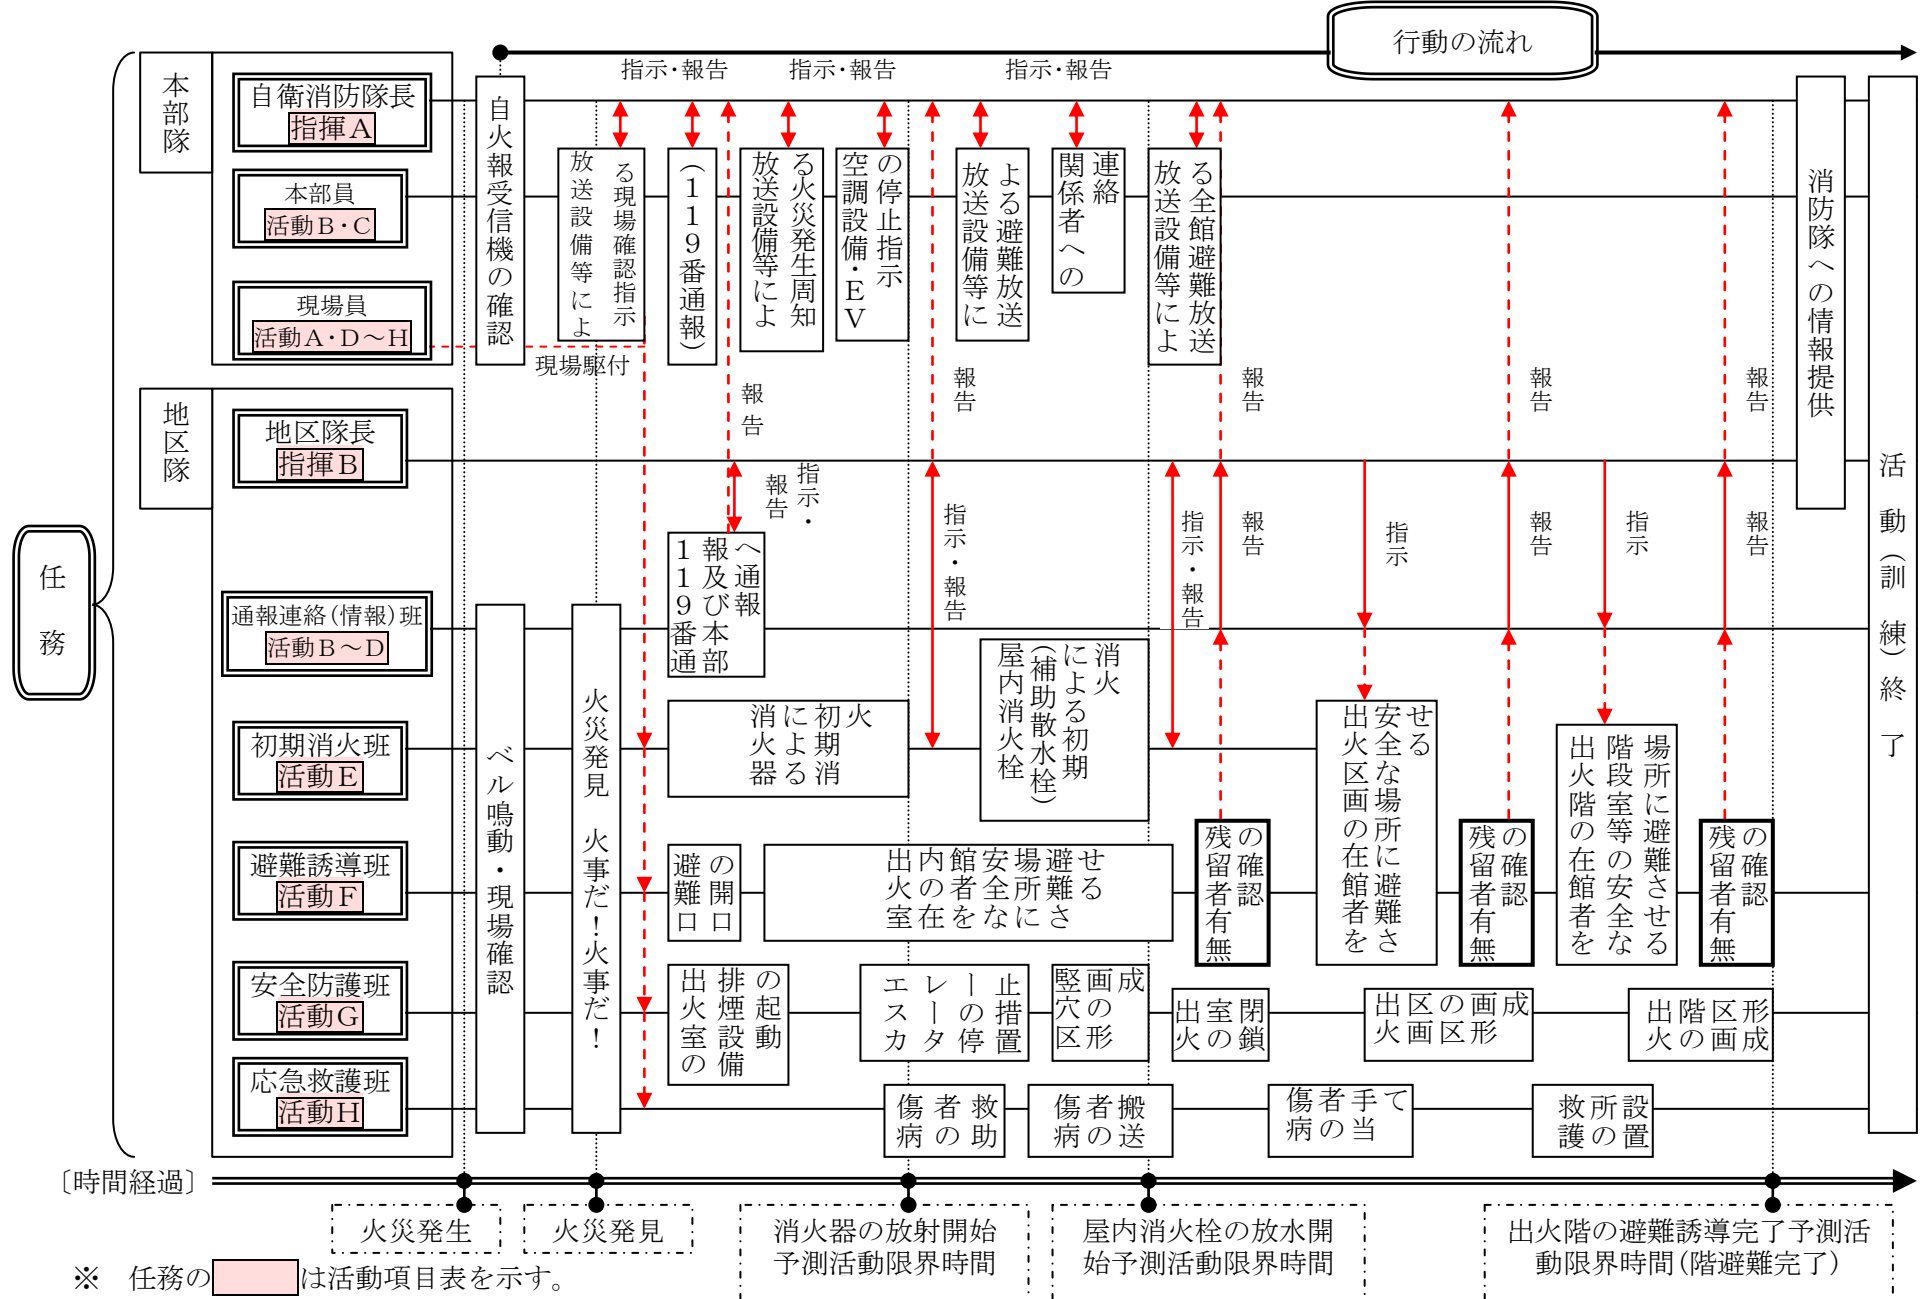 行動の流れ
指示・報告
指示・報告
指示・報告
本部隊
自衛消防隊長
指揮A
本部員
活動B・C
現場員
活動A・D～H
自火報受信機の確認
放送設備等によ
る現場確認指示
(119番通報)
放送設備等によ
る火災発生周知
空調設備・EV
の停止指示
放送設備等に
よる避難放送
関係者への
連絡
放送設備等によ
る全館避難放送
消防隊への情報提供
活動(訓練)終了
現場駆付
報告
報告
報告
報告
報告
地区隊
地区隊長
指揮B
指示・
報告
指示・報告
指示・報告
報告
指示
報告
指示
報告
任務
通報連絡(情報)班
活動B～D
119番通
報及び本部
へ通報
初期消火班
活動E
ベル鳴動・現場確認
火災発見　火事だ!火事だ!
消火器
による
初期消
火
屋内消火栓
(補助散水栓)
による初期
消火
出火区画の在館者を
安全な場所に避難さ
せる
出火階の在館者を
階段室等の安全な
場所に避難させる
避難誘導班
活動F
避難口
の開口
出火室
内の在
館者を
安全な
場所に
避難さ
せる
残留者有無
の確認
残留者有無
の確認
残留者有無
の確認
安全防護班
活動G
出火室の
排煙設備
の起動
エスカ
レータ
ーの停
止措置
竪穴区
画の形
成
出火
室の
閉鎖
出火
区画
の区
画形
成
出火
階の
区画
形成
応急救護班
活動H
傷病
者の
救助
傷病
者の
搬送
傷病
者の
手当
て
救護
所の
設置
〔時間経過〕
火災発生
火災発見
消火器の放射開始
予測活動限界時間
屋内消火栓の放水開
始予測活動限界時間
出火階の避難誘導完了予測活
動限界時間(階避難完了)
※　任務の　　　は活動項目表を示す。